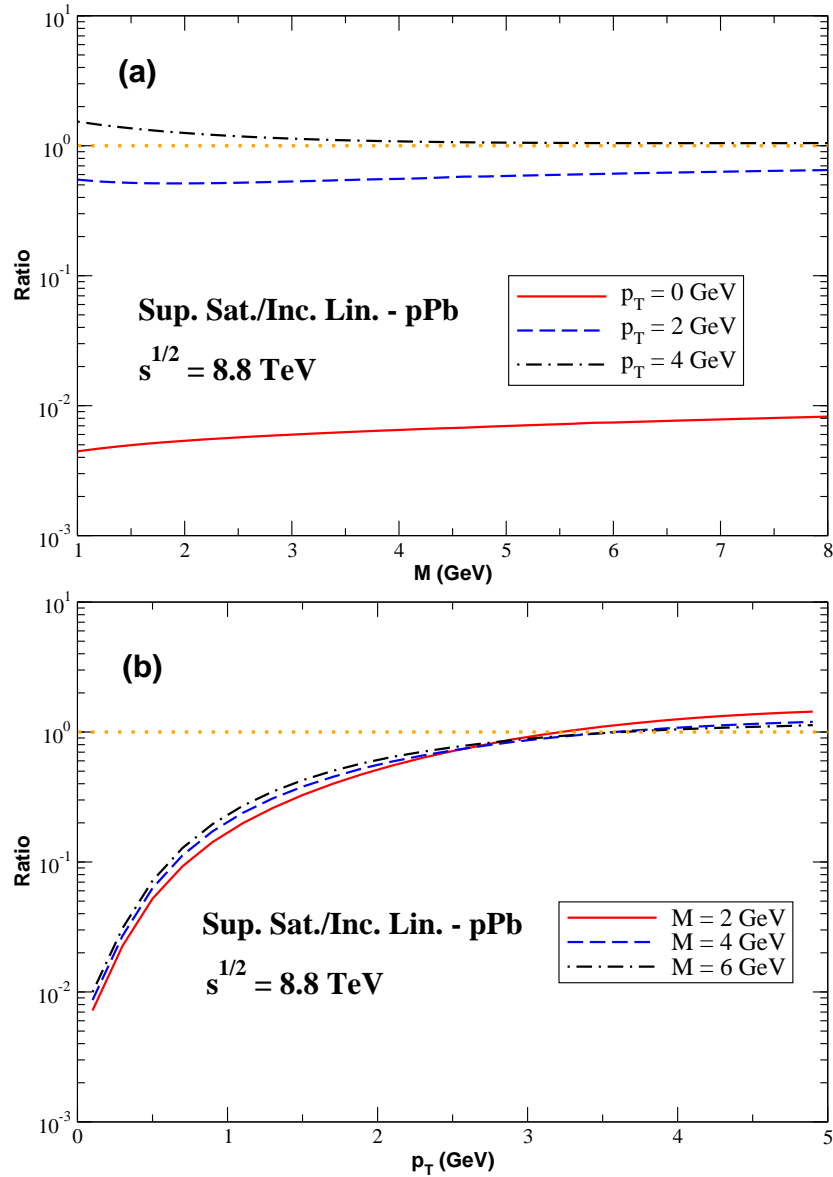 10^1
(a)
10^0
Ratio
10^-1
Sup. Sat./Inc. Lin. - pPb
s^1/2 = 8.8 TeV
p_T = 0 GeV
p_T = 2 GeV
p_T = 4 GeV
10^-2
10^-3
1 2 3 4 5 6 7 8
M (GeV)
10^1
(b)
10^0
Ratio
10^-1
Sup. Sat./Inc. Lin. - pPb
s^1/2 = 8.8 TeV
M = 2 GeV
M = 4 GeV
M = 6 GeV
10^-2
10^-3
0 1 2 3 4 5
p_T (GeV)